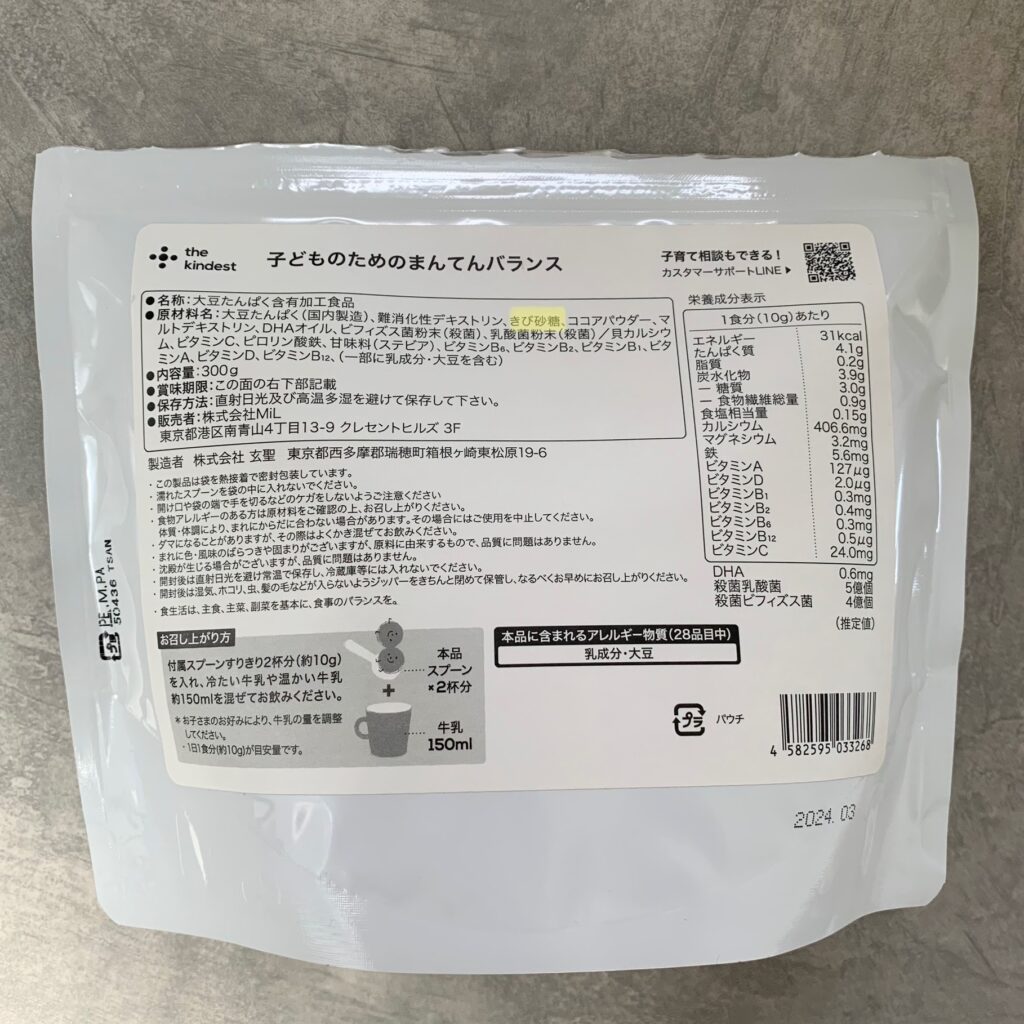 the kindest
子どものためのまんてんバランス
子育て相談もできる！
カスタマーサポートLINE▶
●名称：大豆たんぱく含有加工食品
●原材料名：大豆たんぱく（国内製造）、難消化性デキストリン、きび砂糖、ココアパウダー、マ
ルトデキストリン、DHAオイル、ビフィズス菌粉末（殺菌）、乳酸菌粉末（殺菌）／貝カルシウ
ム、ビタミンC、ピロリン酸鉄、甘味料（ステビア）、ビタミンB₆、ビタミンB₂、ビタミンB₁、ビタ
ミンA、ビタミンD、ビタミンB₁₂、（一部に乳成分・大豆を含む）
●内容量：300g
●賞味期限：この面の右下部記載
●保存方法：直射日光及び高温多湿を避けて保存して下さい。
●販売者：株式会社MiL
東京都港区南青山4丁目13-9 クレセントヒルズ 3F
製造者 株式会社 玄聖 東京都西多摩郡瑞穂町箱根ヶ崎東松原19-6
・この製品は袋を熱接着で密封包装しています。
・濡れたスプーンを袋の中に入れないでください。
・開け口や袋の端で手を切るなどのケガをしないようご注意ください
・食物アレルギーのある方は原材料をご確認の上、お召し上がりください。
体質・体調により、まれにからだに合わない場合があります。その場合にはご使用を中止してください。
・ダマになることがありますが、その際はよくかき混ぜてお飲みください。
・まれに色・風味のばらつきや固まりがございますが、原料に由来するもので、品質に問題はありません。
・沈殿が生じる場合がございますが、品質に問題はありません。
・開封後は直射日光を避け常温で保存し、冷蔵庫等には入れないでください。
・開封後は湿気、ホコリ、虫、髪の毛などが入らないようジッパーをきちんと閉めて保管し、なるべくお早めにお召し上がりください。
・食生活は、主食、主菜、副菜を基本に、食事のバランスを。
栄養成分表示
1食分（10g）あたり
エネルギー 31kcal
たんぱく質 4.1g
脂質 0.2g
炭水化物 3.9g
― 糖質 3.0g
― 食物繊維総量 0.9g
食塩相当量 0.15g
カルシウム 406.6mg
マグネシウム 3.2mg
鉄 5.6mg
ビタミンA 127μg
ビタミンD 2.0μg
ビタミンB₁ 0.3mg
ビタミンB₂ 0.4mg
ビタミンB₆ 0.3mg
ビタミンB₁₂ 0.5μg
ビタミンC 24.0mg
DHA 0.6mg
殺菌乳酸菌 5億個
殺菌ビフィズス菌 4億個
（推定値）
お召し上がり方
付属スプーンすりきり2杯分（約10g）
を入れ、冷たい牛乳や温かい牛乳
約150mlを混ぜてお飲みください。
＊お子さまのお好みにより、牛乳の量を調整
してください。
・1日1食分（約10g）が目安量です。
本品
スプーン
×2杯分
+
牛乳
150ml
本品に含まれるアレルギー物質（28品目中）
乳成分・大豆
プラ
パウチ
4 582595 033268
2024. 03
プラ PE,M,PA
50436 TSAN